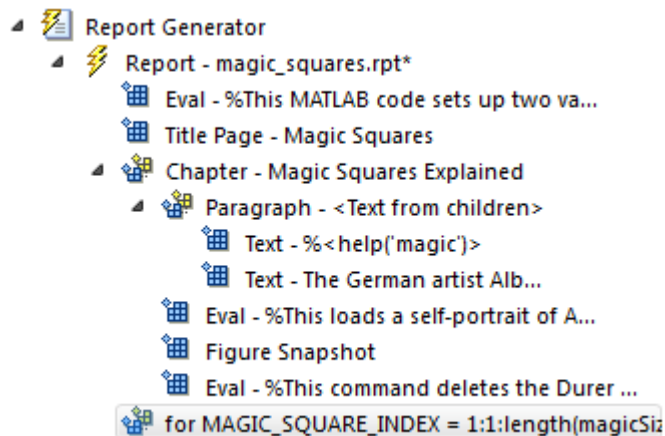 Report Generator
Report - magic_squares.rpt*
Eval - %This MATLAB code sets up two va...
Title Page - Magic Squares
Chapter - Magic Squares Explained
Paragraph - <Text from children>
Text - %<help('magic')>
Text - The German artist Alb...
Eval - %This loads a self-portrait of A...
Figure Snapshot
Eval - %This command deletes the Durer ...
for MAGIC_SQUARE_INDEX = 1:1:length(magicSiz